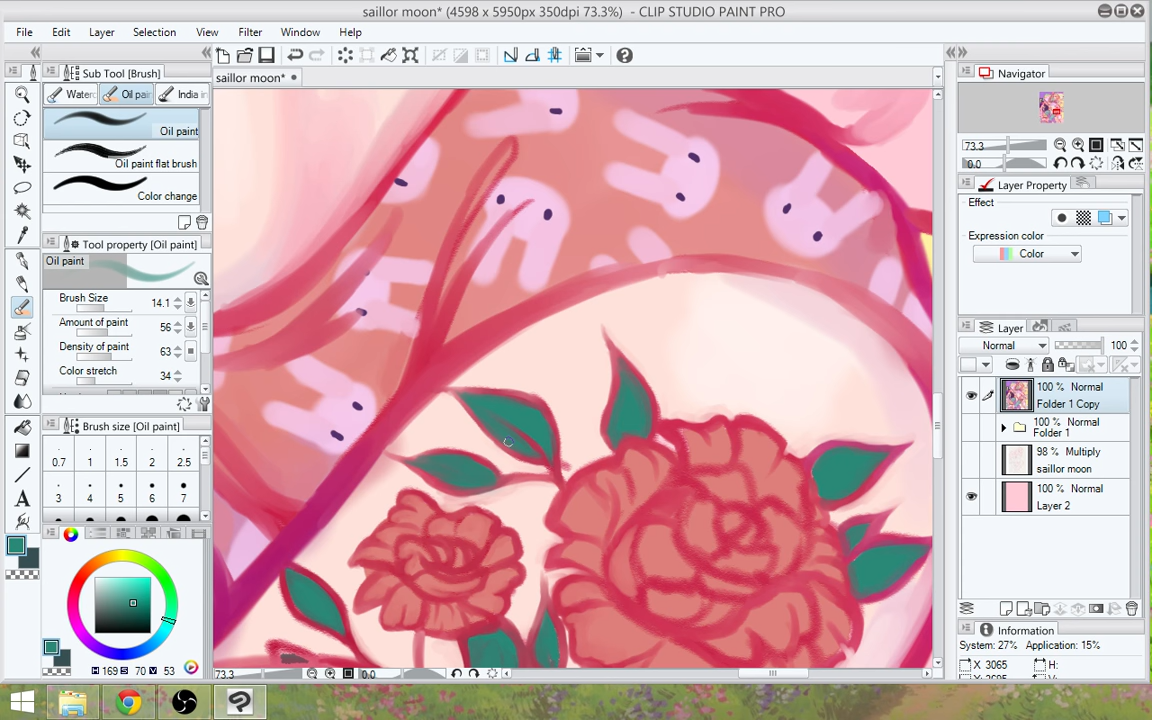 saillor moon* (4598 x 5950px 350dpi 73.3%) - CLIP STUDIO PAINT PRO
File Edit Layer Selection View Filter Window Help
Sub Tool [Brush]
saillor moon*
Navigator
Waterc Oil pain India in
Oil paint
Oil paint flat brush
Color change
73.3
0.0
Layer Property
Effect
Expression color
Color
Tool property [Oil paint]
Oil paint
Brush Size 14.1
Amount of paint 56
Density of paint 63
Color stretch 34
Layer
Normal 100
100 % Normal
Folder 1 Copy
100 % Normal
Folder 1
98 % Multiply
saillor moon
100 % Normal
Layer 2
Brush size [Oil paint]
0.7 1 1.5 2 2.5
3 4 5 6 7
H 169 S 70 V 53
73.3 0.0
Information
System: 27% Application: 15%
X 3065 H: